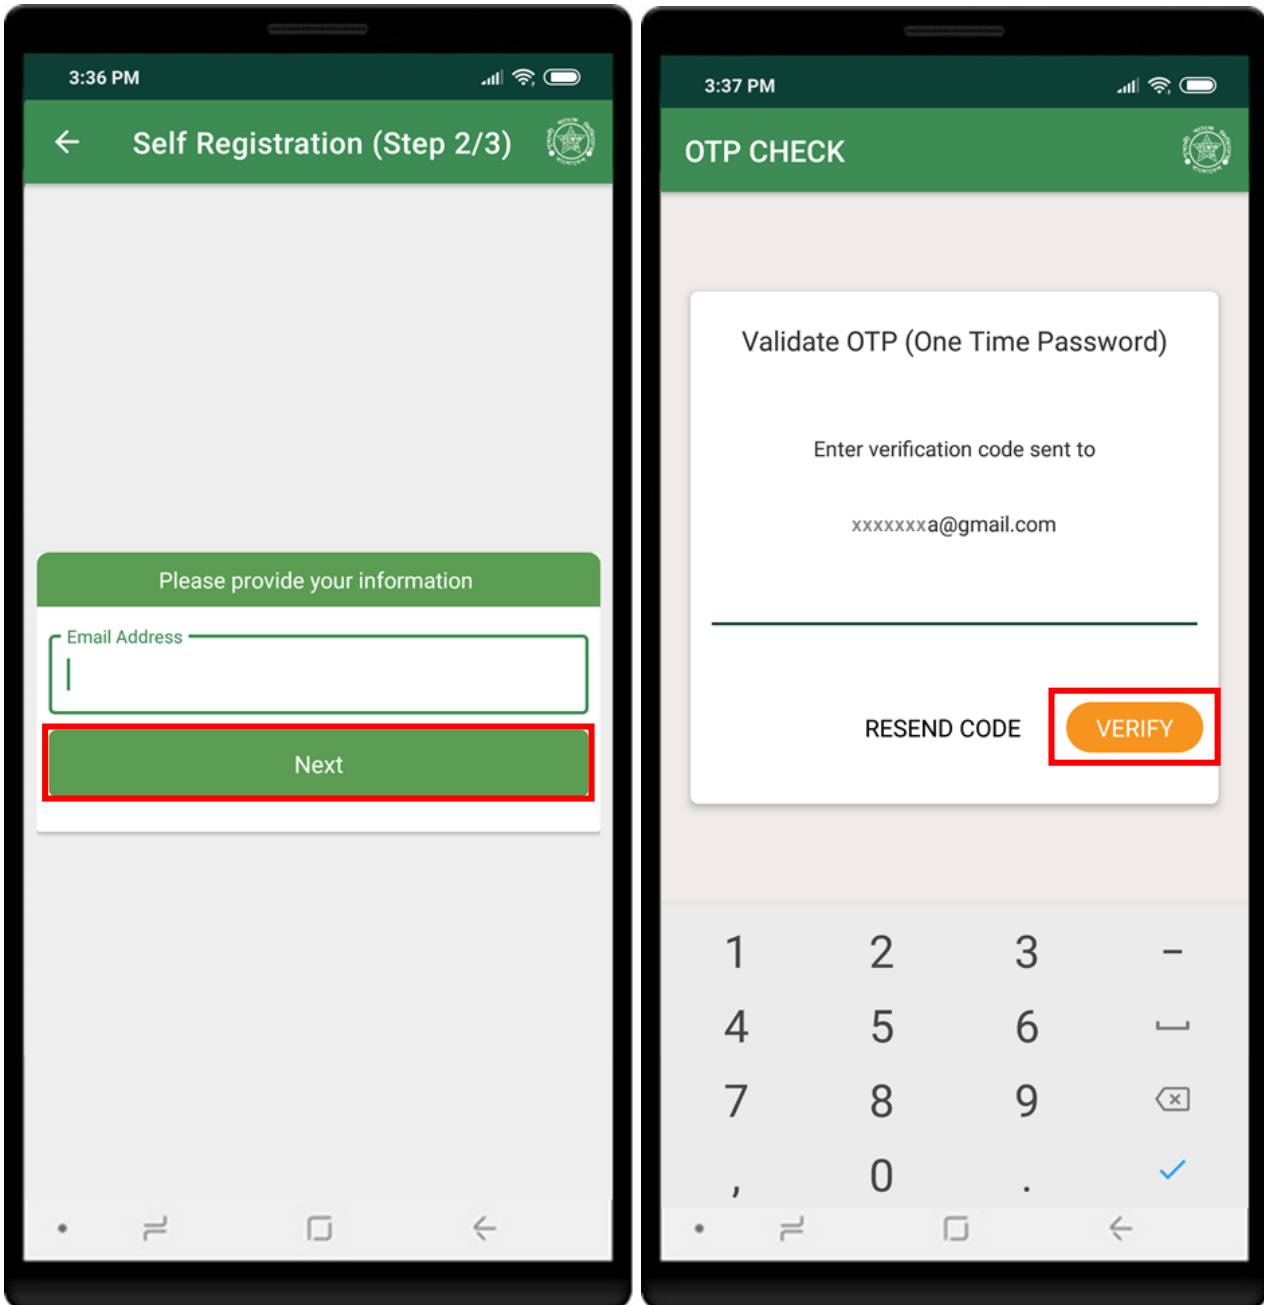 3:36 PM
Self Registration (Step 2/3)
Please provide your information
Email Address
Next
3:37 PM
OTP CHECK
Validate OTP (One Time Password)
Enter verification code sent to
xxxxxxxa@gmail.com
RESEND CODE
VERIFY
1 2 3 -
4 5 6
7 8 9
, 0 .